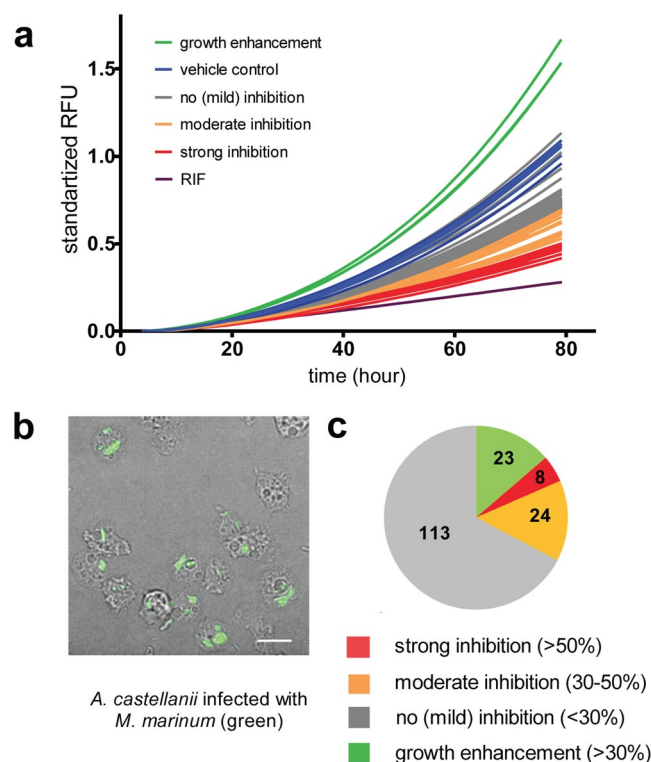 a
standartized RFU
1.5
1.0
0.5
0.0
0
20
40
60
80
time (hour)
growth enhancement
vehicle control
no (mild) inhibition
moderate inhibition
strong inhibition
RIF
b
A. castellanii infected with
M. marinum (green)
c
23
8
24
113
strong inhibition (>50%)
moderate inhibition (30-50%)
no (mild) inhibition (<30%)
growth enhancement (>30%)